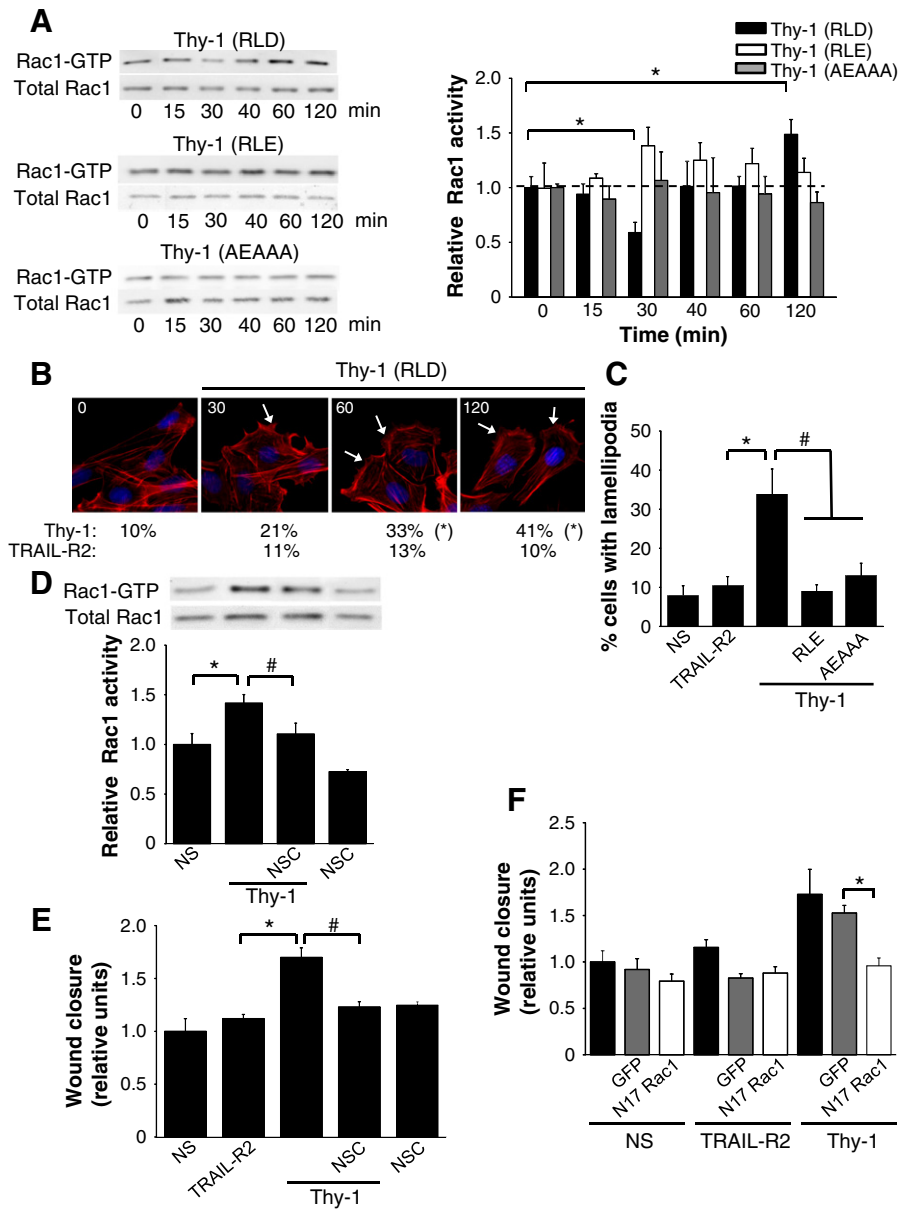 A
Thy-1 (RLD)
Rac1-GTP
Total Rac1
0 15 30 40 60 120 min
Thy-1 (RLE)
Rac1-GTP
Total Rac1
0 15 30 40 60 120 min
Thy-1 (AEAAA)
Rac1-GTP
Total Rac1
0 15 30 40 60 120 min
Thy-1 (RLD)
Thy-1 (RLE)
Thy-1 (AEAAA)
Relative Rac1 activity
2.0
1.5
1.0
0.5
0
* *
0 15 30 40 60 120
Time (min)
B
Thy-1 (RLD)
0 30 60 120
Thy-1: 10% 21% 33% (*) 41% (*)
TRAIL-R2: 11% 13% 10%
C
% cells with lamellipodia
50
40
30
20
10
0
* #
NS TRAIL-R2 RLE AEAAA
Thy-1
D
Rac1-GTP
Total Rac1
Relative Rac1 activity
2.0
1.5
1.0
0.5
0
* #
NS NSC NSC
Thy-1
E
Wound closure
(relative units)
2.0
1.5
1.0
0.5
0
* #
NS TRAIL-R2 NSC NSC
Thy-1
F
Wound closure
(relative units)
2.5
2.0
1.5
1.0
0.5
0
*
GFP N17 Rac1 GFP N17 Rac1 GFP N17 Rac1
NS TRAIL-R2 Thy-1